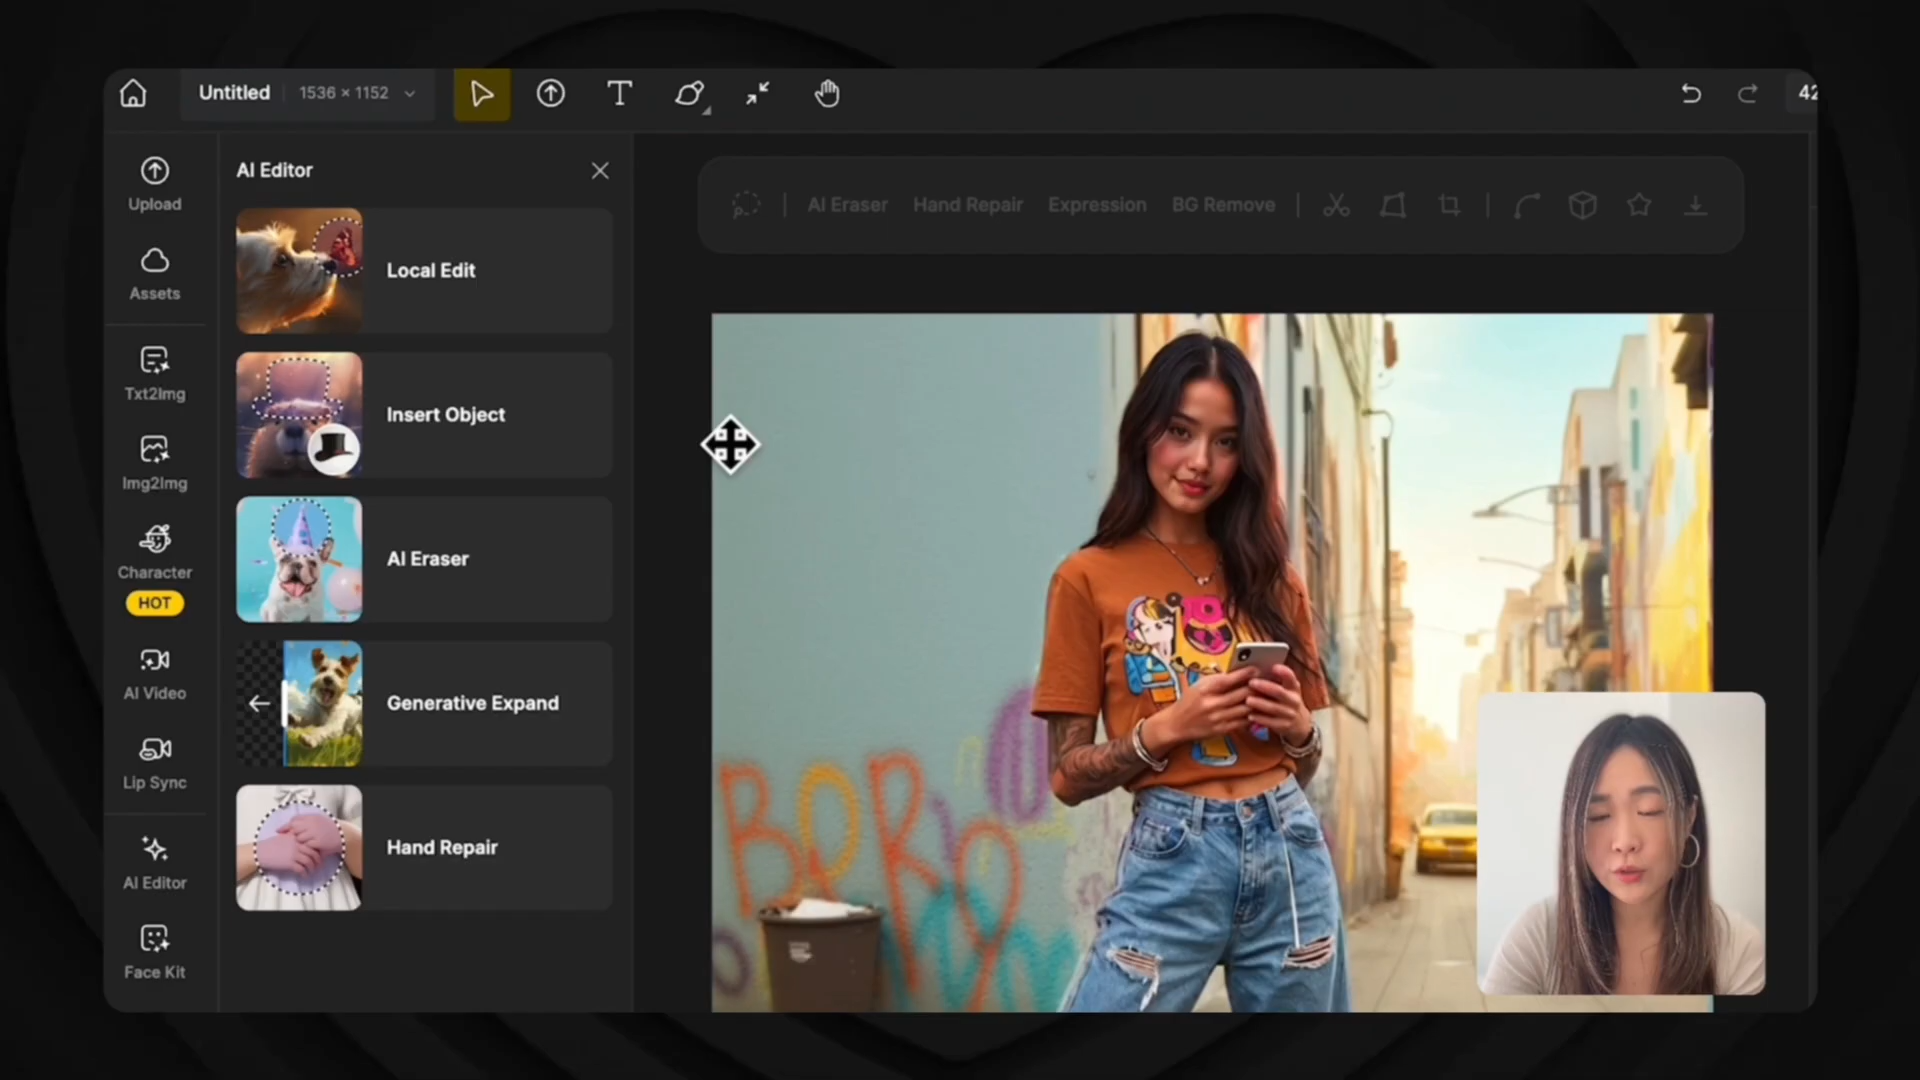 Untitled
1536 × 1152
T
42
Upload
Assets
Txt2Img
Img2Img
Character
HOT
AI Video
Lip Sync
AI Editor
Face Kit
AI Editor
Local Edit
Insert Object
AI Eraser
Generative Expand
Hand Repair
AI Eraser
Hand Repair
Expression
BG Remove